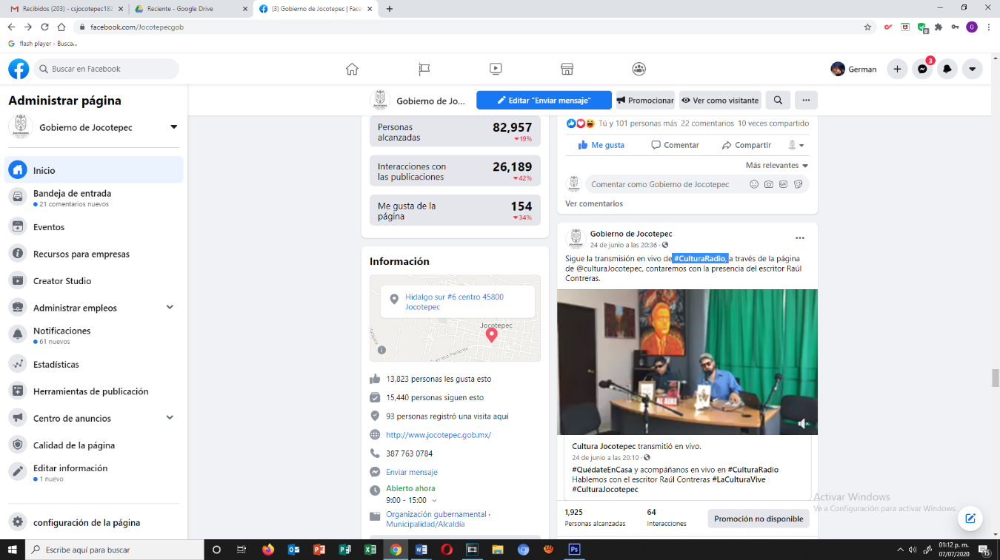 Recibidos (203) - csjocotepec182
Reciente - Google Drive
(3) Gobierno de Jocotepec | Face
facebook.com/Jocotepecgob
G
flash player - Busca...
Buscar en Facebook
German
3
Administrar página
Gobierno de Jocotepec
Inicio
Bandeja de entrada
21 comentarios nuevos
Eventos
Recursos para empresas
Creator Studio
Administrar empleos
Notificaciones
61 nuevos
Estadísticas
Herramientas de publicación
Centro de anuncios
Calidad de la página
Editar información
1 nuevo
configuración de la página
Gobierno de Jo...
Editar "Enviar mensaje"
Promocionar
Ver como visitante
Personas alcanzadas
82,957
19%
Interacciones con las publicaciones
26,189
42%
Me gusta de la página
154
34%
Información
Hidalgo sur #6 centro 45800
Jocotepec
Jocotepec
Guerrero Poniente
13,823 personas les gusta esto
15,440 personas siguen esto
93 personas registró una visita aquí
http://www.jocotepec.gob.mx/
387 763 0784
Enviar mensaje
Abierto ahora
9:00 - 15:00
Organización gubernamental ·
Municipalidad/Alcaldía
Tú y 101 personas más 22 comentarios 10 veces compartido
Me gusta Comentar Compartir
Más relevantes
Comentar como Gobierno de Jocotepec
GIF
Ver comentarios
Gobierno de Jocotepec
24 de junio a las 20:36 ·
Sigue la transmisión en vivo de #CulturaRadio, a través de la página
de @culturaJocotepec, contaremos con la presencia del escritor Raúl
Contreras.
Cultura Jocotepec transmitió en vivo.
24 de junio a las 20:10 ·
#QuédateEnCasa y acompáñanos en vivo en #CulturaRadio
Hablemos con el escritor Raúl Contreras #LaCulturaVive
#CulturaJocotepec
1,925
Personas alcanzadas
64
Interacciones
Promoción no disponible
Activar Windows
Ve a Configuración para activar Windows.
Escribe aquí para buscar
01:12 p. m.
07/07/2020
15